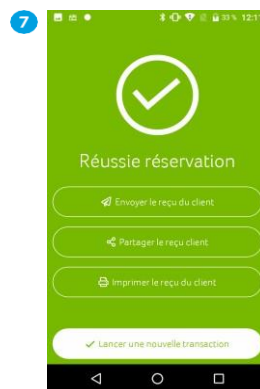 7
33 % 12:1
Réussie réservation
Envoyer le reçu du client
Partager le reçu client
Imprimer le reçu du client
Lancer une nouvelle transaction